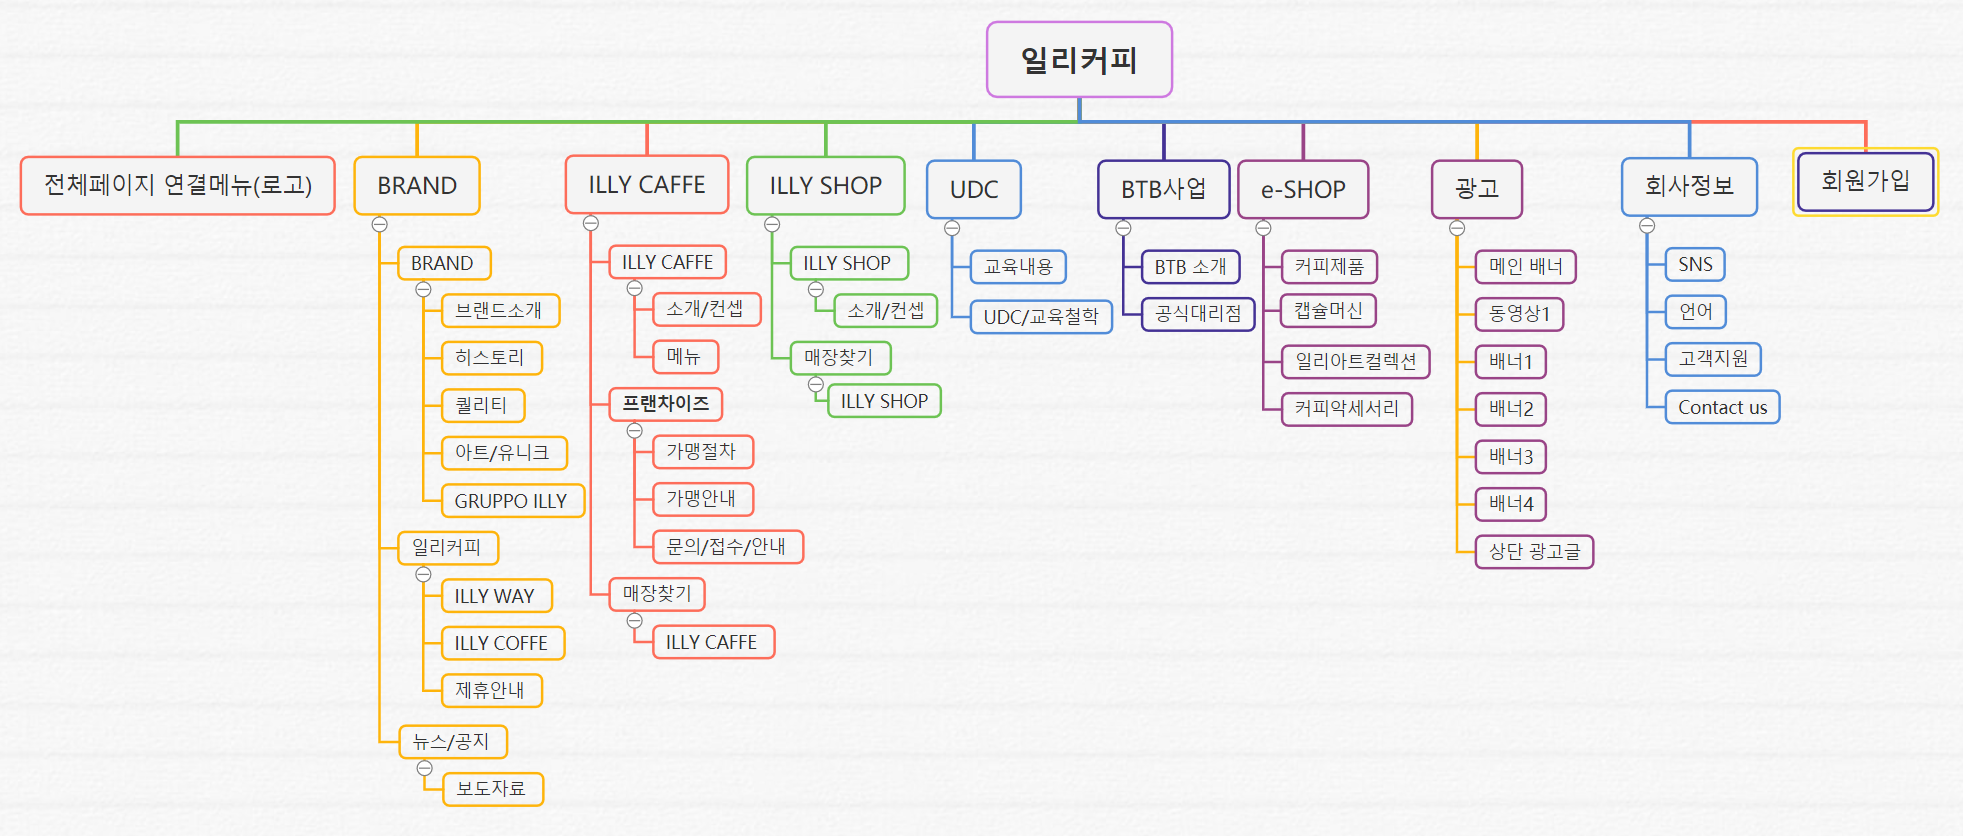 일리커피
전체페이지 연결메뉴(로고)
BRAND
BRAND
브랜드소개
히스토리
퀄리티
아트/유니크
GRUPPO ILLY
일리커피
ILLY WAY
ILLY COFFE
제휴안내
뉴스/공지
보도자료
ILLY CAFFE
ILLY CAFFE
소개/컨셉
메뉴
프랜차이즈
가맹절차
가맹안내
문의/접수/안내
매장찾기
ILLY CAFFE
ILLY SHOP
ILLY SHOP
소개/컨셉
매장찾기
ILLY SHOP
UDC
교육내용
UDC/교육철학
BTB사업
BTB 소개
공식대리점
e-SHOP
커피제품
캡슐머신
일리아트컬렉션
커피악세서리
광고
메인 배너
동영상1
배너1
배너2
배너3
배너4
상단 광고글
회사정보
SNS
언어
고객지원
Contact us
회원가입